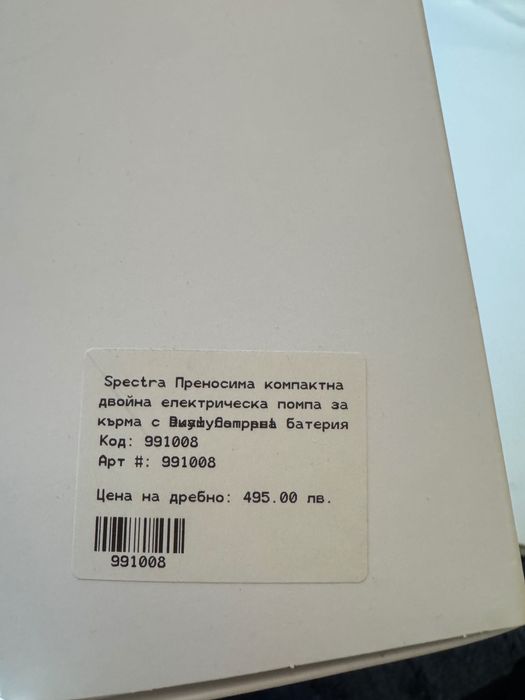 Spectra Преносима компактна
двойна електрическа помпа за
кърма с батерия
Код: 991008
Арт #: 991008
Цена на дребно: 495.00 лв.
991008